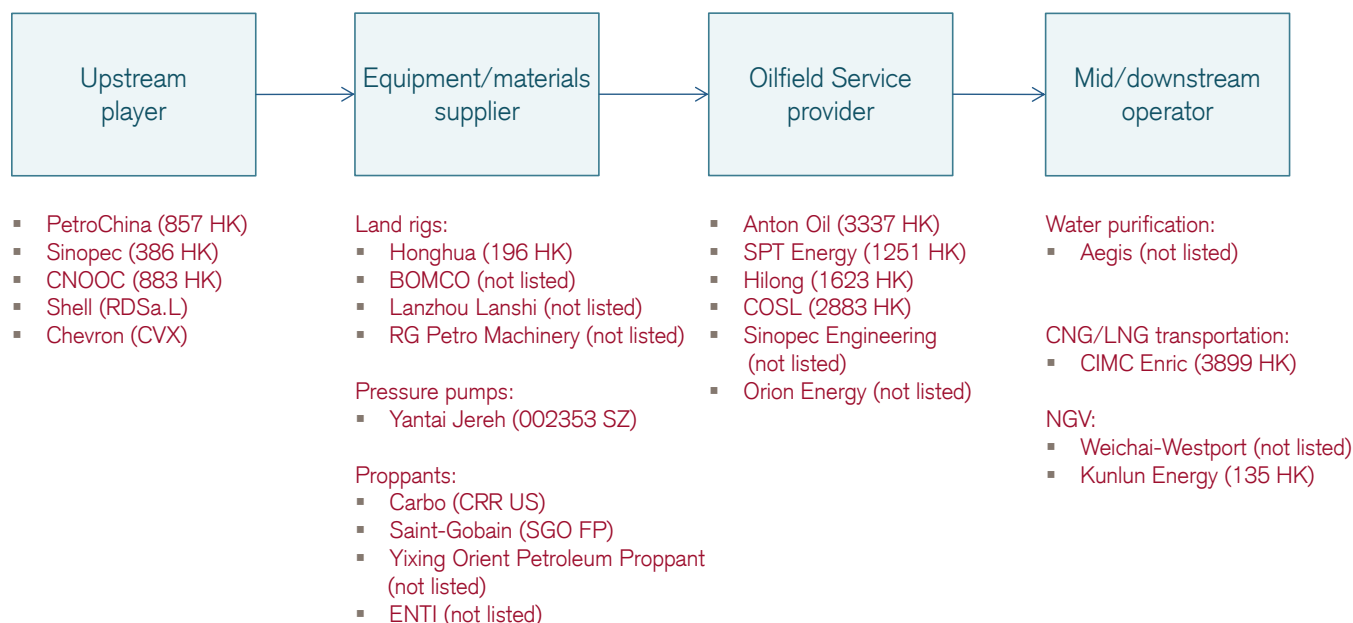 Upstream
player
Equipment/materials
supplier
Oilfield Service
provider
Mid/downstream
operator
▪ PetroChina (857 HK)
▪ Sinopec (386 HK)
▪ CNOOC (883 HK)
▪ Shell (RDSa.L)
▪ Chevron (CVX)
Land rigs:
▪ Honghua (196 HK)
▪ BOMCO (not listed)
▪ Lanzhou Lanshi (not listed)
▪ RG Petro Machinery (not listed)
Pressure pumps:
▪ Yantai Jereh (002353 SZ)
Proppants:
▪ Carbo (CRR US)
▪ Saint-Gobain (SGO FP)
▪ Yixing Orient Petroleum Proppant
(not listed)
▪ ENTI (not listed)
▪ Anton Oil (3337 HK)
▪ SPT Energy (1251 HK)
▪ Hilong (1623 HK)
▪ COSL (2883 HK)
▪ Sinopec Engineering
(not listed)
▪ Orion Energy (not listed)
Water purification:
▪ Aegis (not listed)
CNG/LNG transportation:
▪ CIMC Enric (3899 HK)
NGV:
▪ Weichai-Westport (not listed)
▪ Kunlun Energy (135 HK)